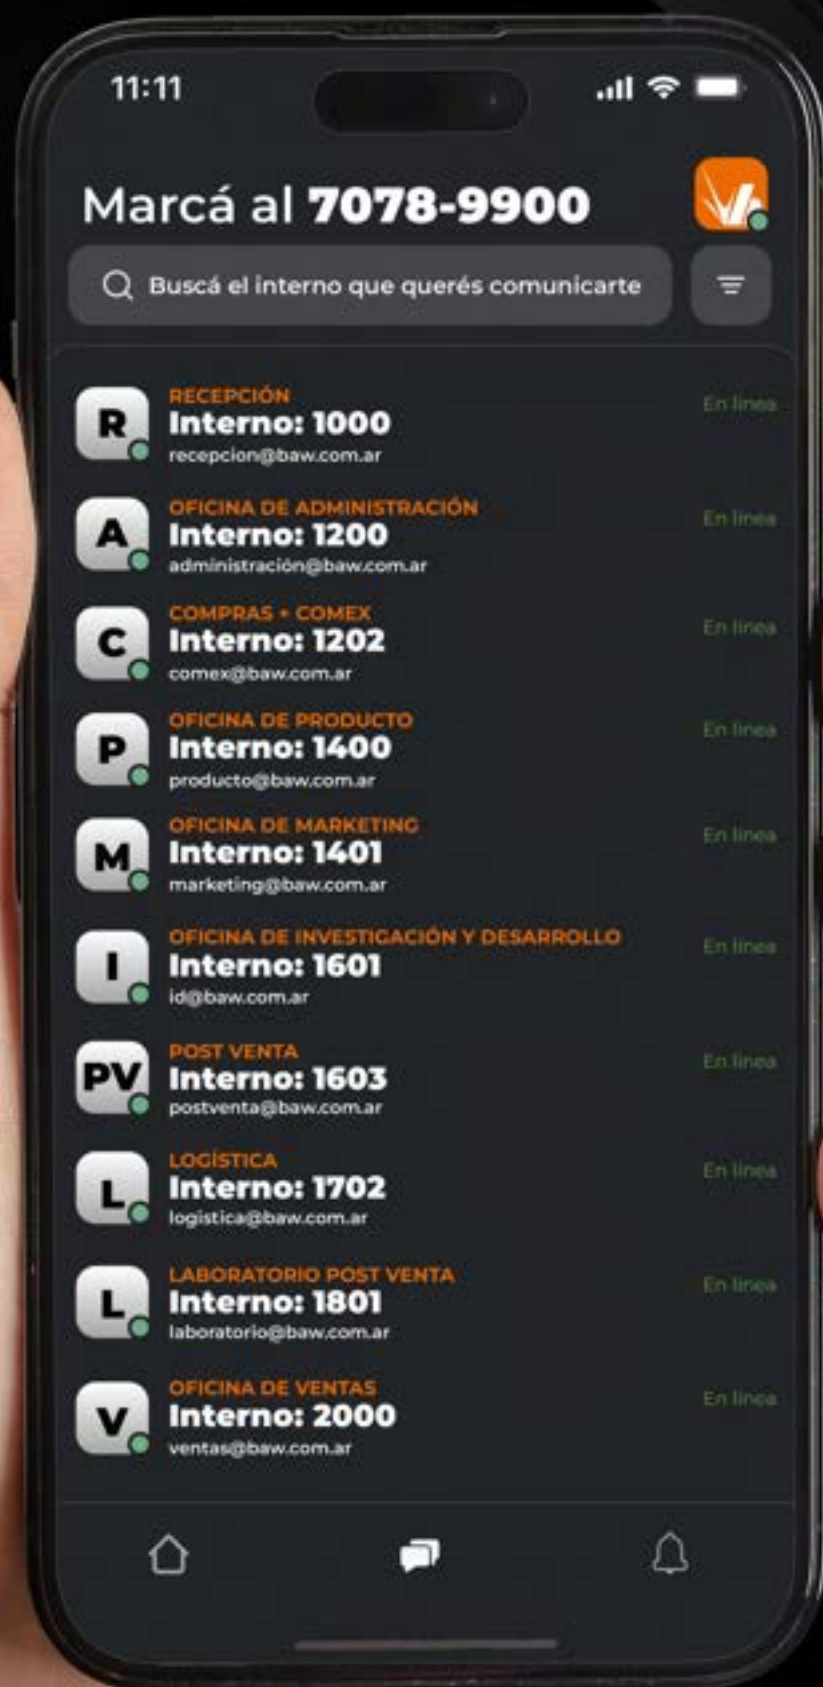 11:11
Marcá al 7078-9900
Buscá el interno que querés comunicarte
R
RECEPCIÓN
En línea
Interno: 1000
recepcion@baw.com.ar
A
OFICINA DE ADMINISTRACIÓN
En línea
Interno: 1200
administración@baw.com.ar
C
COMPRAS + COMEX
En línea
Interno: 1202
comex@baw.com.ar
P
OFICINA DE PRODUCTO
En línea
Interno: 1400
producto@baw.com.ar
M
OFICINA DE MARKETING
En línea
Interno: 1401
marketing@baw.com.ar
I
OFICINA DE INVESTIGACIÓN Y DESARROLLO
En línea
Interno: 1601
id@baw.com.ar
PV
POST VENTA
En línea
Interno: 1603
postventa@baw.com.ar
L
LOGÍSTICA
En línea
Interno: 1702
logistica@baw.com.ar
L
LABORATORIO POST VENTA
En línea
Interno: 1801
laboratorio@baw.com.ar
V
OFICINA DE VENTAS
En línea
Interno: 2000
ventas@baw.com.ar